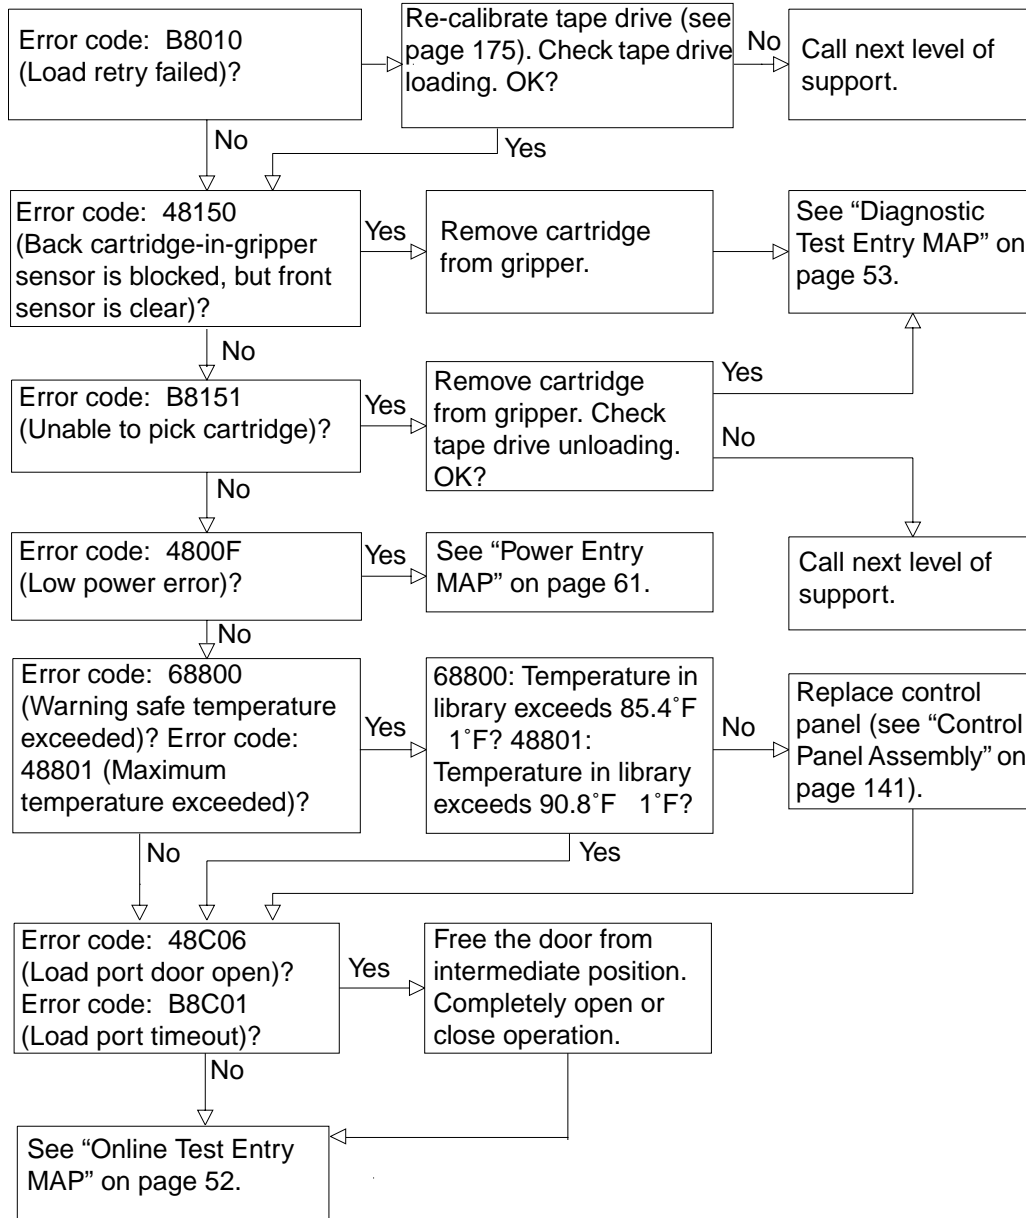 Error code: B8010
(Load retry failed)?
Re-calibrate tape drive (see
page 175). Check tape drive
loading. OK?
No
Call next level of
support.
No
Yes
Error code: 48150
(Back cartridge-in-gripper
sensor is blocked, but front
sensor is clear)?
Yes
Remove cartridge
from gripper.
See “Diagnostic
Test Entry MAP” on
page 53.
No
Error code: B8151
(Unable to pick cartridge)?
Yes
Remove cartridge
from gripper. Check
tape drive unloading.
OK?
Yes
No
No
Error code: 4800F
(Low power error)?
Yes
See “Power Entry
MAP” on page 61.
Call next level of
support.
No
Error code: 68800
(Warning safe temperature
exceeded)? Error code:
48801 (Maximum
temperature exceeded)?
Yes
68800: Temperature in
library exceeds 85.4˚F
1˚F? 48801:
Temperature in library
exceeds 90.8˚F 1˚F?
No
Replace control
panel (see “Control
Panel Assembly” on
page 141).
No
Yes
Error code: 48C06
(Load port door open)?
Error code: B8C01
(Load port timeout)?
Yes
Free the door from
intermediate position.
Completely open or
close operation.
No
See “Online Test Entry
MAP” on page 52.